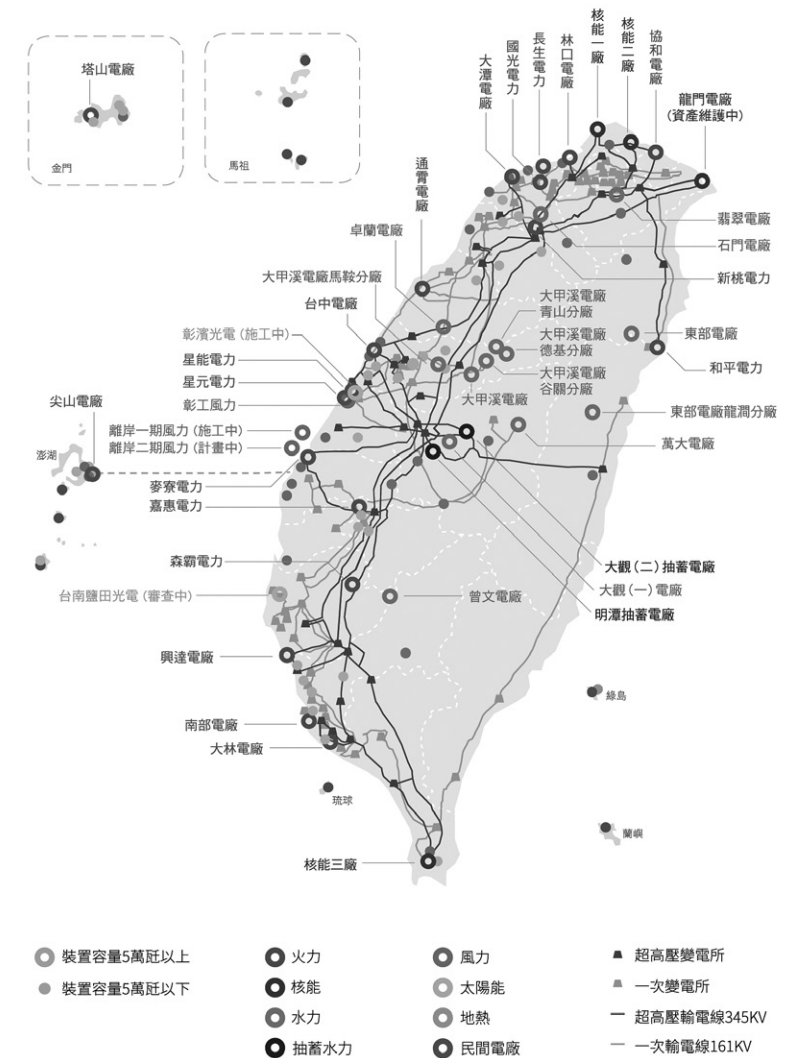 塔山電廠
金門
馬祖
大潭電廠
國光電力
長生電力
林口電廠
核能一廠
核能二廠
協和電廠
龍門電廠
(資產維護中)
通霄電廠
卓蘭電廠
大甲溪電廠馬鞍分廠
台中電廠
彰濱光電 (施工中)
星能電力
星元電力
彰工風力
尖山電廠
離岸一期風力 (施工中)
離岸二期風力 (計畫中)
澎湖
麥寮電力
嘉惠電力
森霸電力
台南鹽田光電 (審查中)
興達電廠
南部電廠
大林電廠
琉球
核能三廠
翡翠電廠
石門電廠
新桃電力
大甲溪電廠
青山分廠
大甲溪電廠
德基分廠
大甲溪電廠
谷關分廠
大甲溪電廠
東部電廠
和平電力
東部電廠龍澗分廠
萬大電廠
大觀 (二) 抽蓄電廠
大觀 (一) 電廠
明潭抽蓄電廠
曾文電廠
綠島
蘭嶼
裝置容量5萬瓩以上
裝置容量5萬瓩以下
火力
核能
水力
抽蓄水力
風力
太陽能
地熱
民間電廠
超高壓變電所
一次變電所
超高壓輸電線345KV
一次輸電線161KV